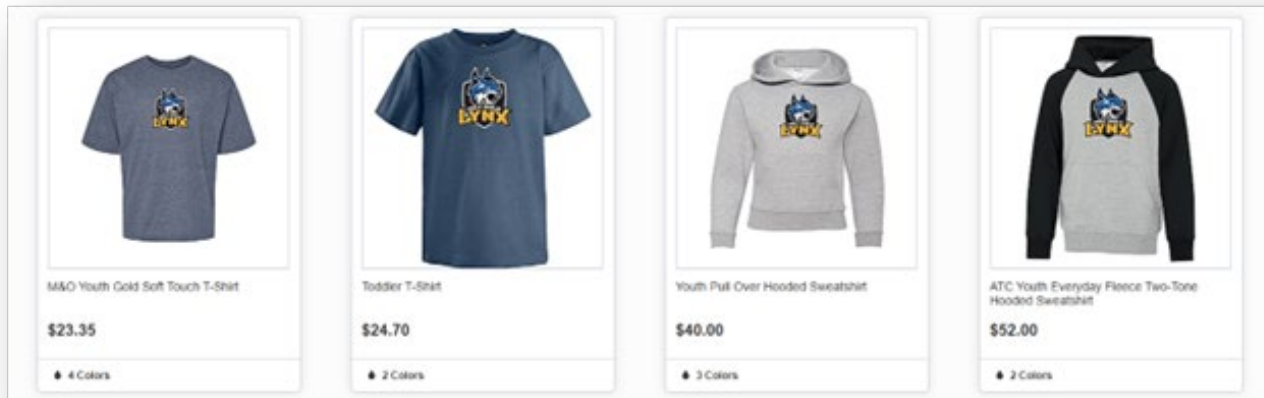 LYNX
LYNX
LYNX
LYNX
M&O Youth Gold Soft Touch T-Shirt
$23.35
4 Colors
Toddler T-Shirt
$24.70
2 Colors
Youth Pull Over Hooded Sweatshirt
$40.00
3 Colors
ATC Youth Everyday Fleece Two-Tone
Hooded Sweatshirt
$52.00
2 Colors